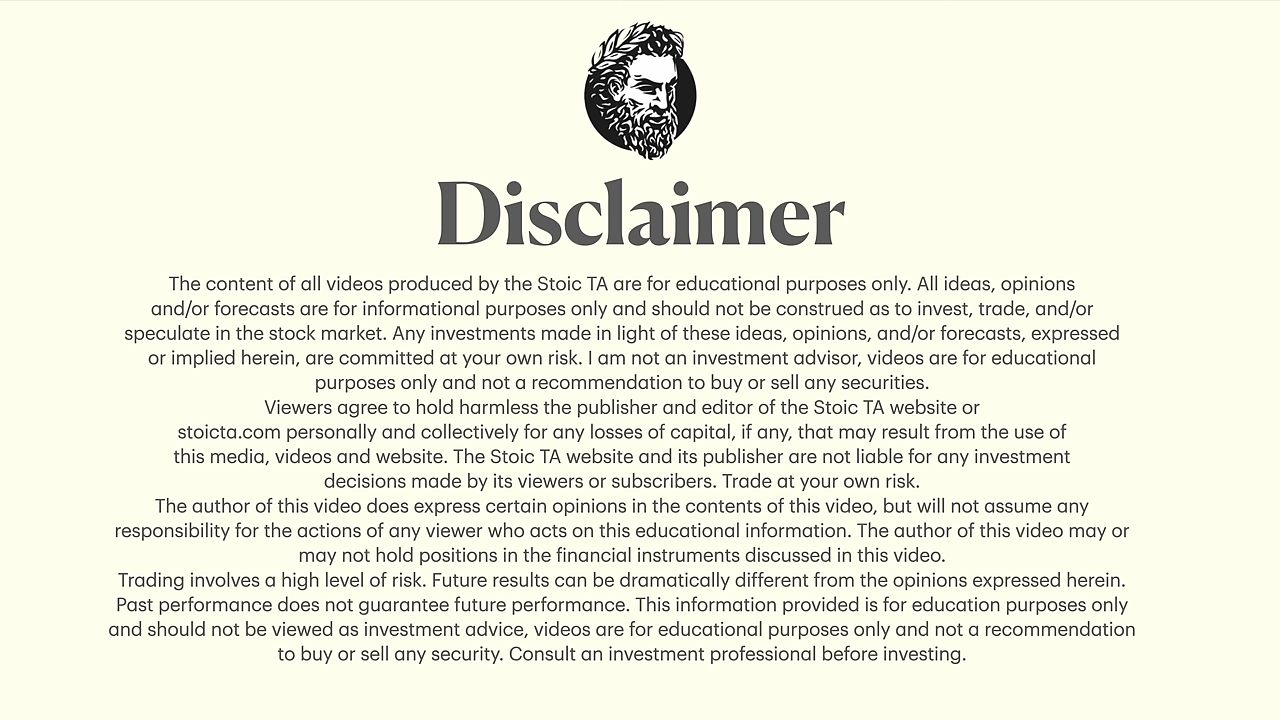 Disclaimer
The content of all videos produced by the Stoic TA are for educational purposes only. All ideas, opinions
and/or forecasts are for informational purposes only and should not be construed as to invest, trade, and/or
speculate in the stock market. Any investments made in light of these ideas, opinions, and/or forecasts, expressed
or implied herein, are committed at your own risk. I am not an investment advisor, videos are for educational
purposes only and not a recommendation to buy or sell any securities.
Viewers agree to hold harmless the publisher and editor of the Stoic TA website or
stoicta.com personally and collectively for any losses of capital, if any, that may result from the use of
this media, videos and website. The Stoic TA website and its publisher are not liable for any investment
decisions made by its viewers or subscribers. Trade at your own risk.
The author of this video does express certain opinions in the contents of this video, but will not assume any
responsibility for the actions of any viewer who acts on this educational information. The author of this video may or
may not hold positions in the financial instruments discussed in this video.
Trading involves a high level of risk. Future results can be dramatically different from the opinions expressed herein.
Past performance does not guarantee future performance. This information provided is for education purposes only
and should not be viewed as investment advice, videos are for educational purposes only and not a recommendation
to buy or sell any security. Consult an investment professional before investing.